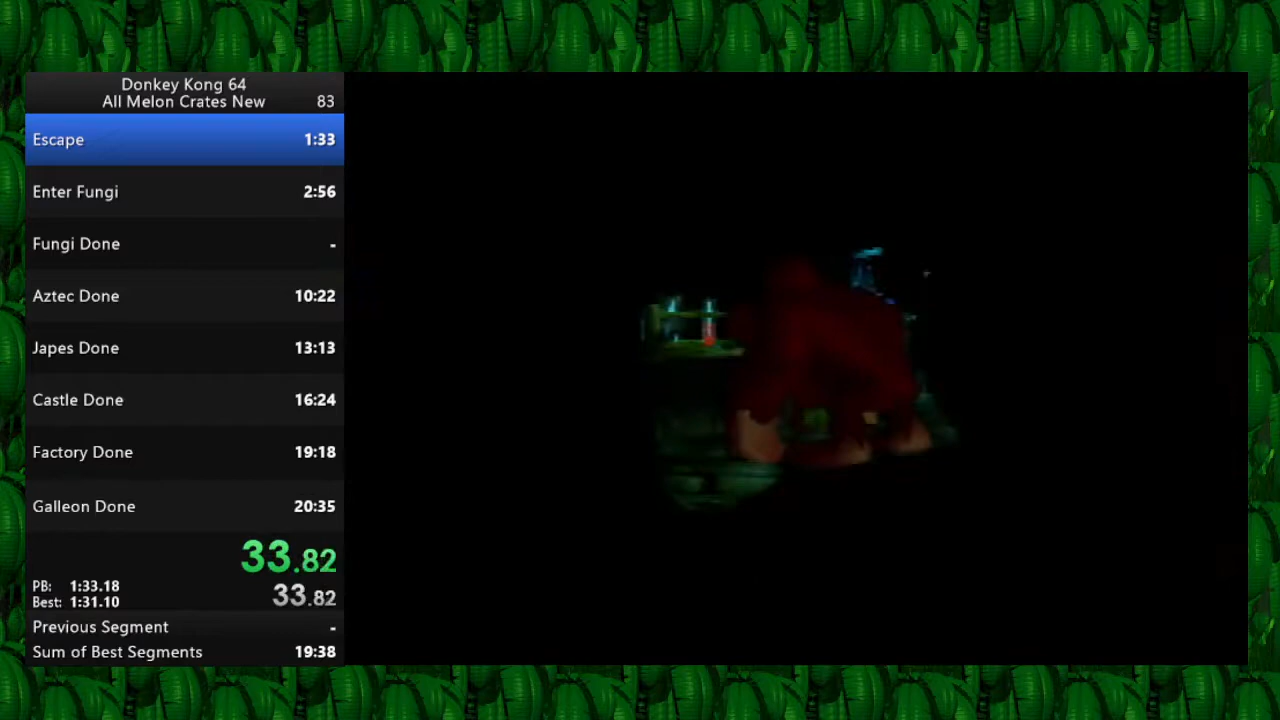 Donkey Kong 64
All Melon Crates New 83
Escape 1:33
Enter Fungi 2:56
Fungi Done -
Aztec Done 10:22
Japes Done 13:13
Castle Done 16:24
Factory Done 19:18
Galleon Done 20:35
33.82
PB: 1:33.18
Best: 1:31.10
33.82
Previous Segment -
Sum of Best Segments 19:38